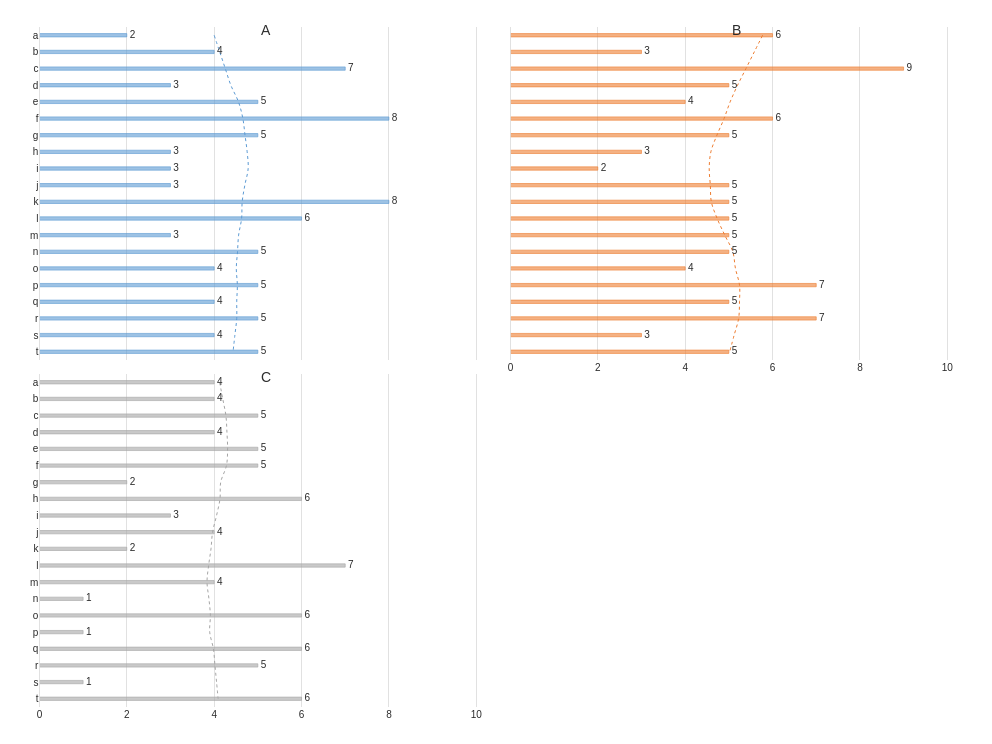 A
a 2
b 4
c 7
d 3
e 5
f 8
g 5
h 3
i 3
j 3
k 8
l 6
m 3
n 5
o 4
p 5
q 4
r 5
s 4
t 5
B
6
3
9
5
4
6
5
3
2
5
5
5
5
5
4
7
5
7
3
5
0 2 4 6 8 10
C
a 4
b 4
c 5
d 4
e 5
f 5
g 2
h 6
i 3
j 4
k 2
l 7
m 4
n 1
o 6
p 1
q 6
r 5
s 1
t 6
0 2 4 6 8 10